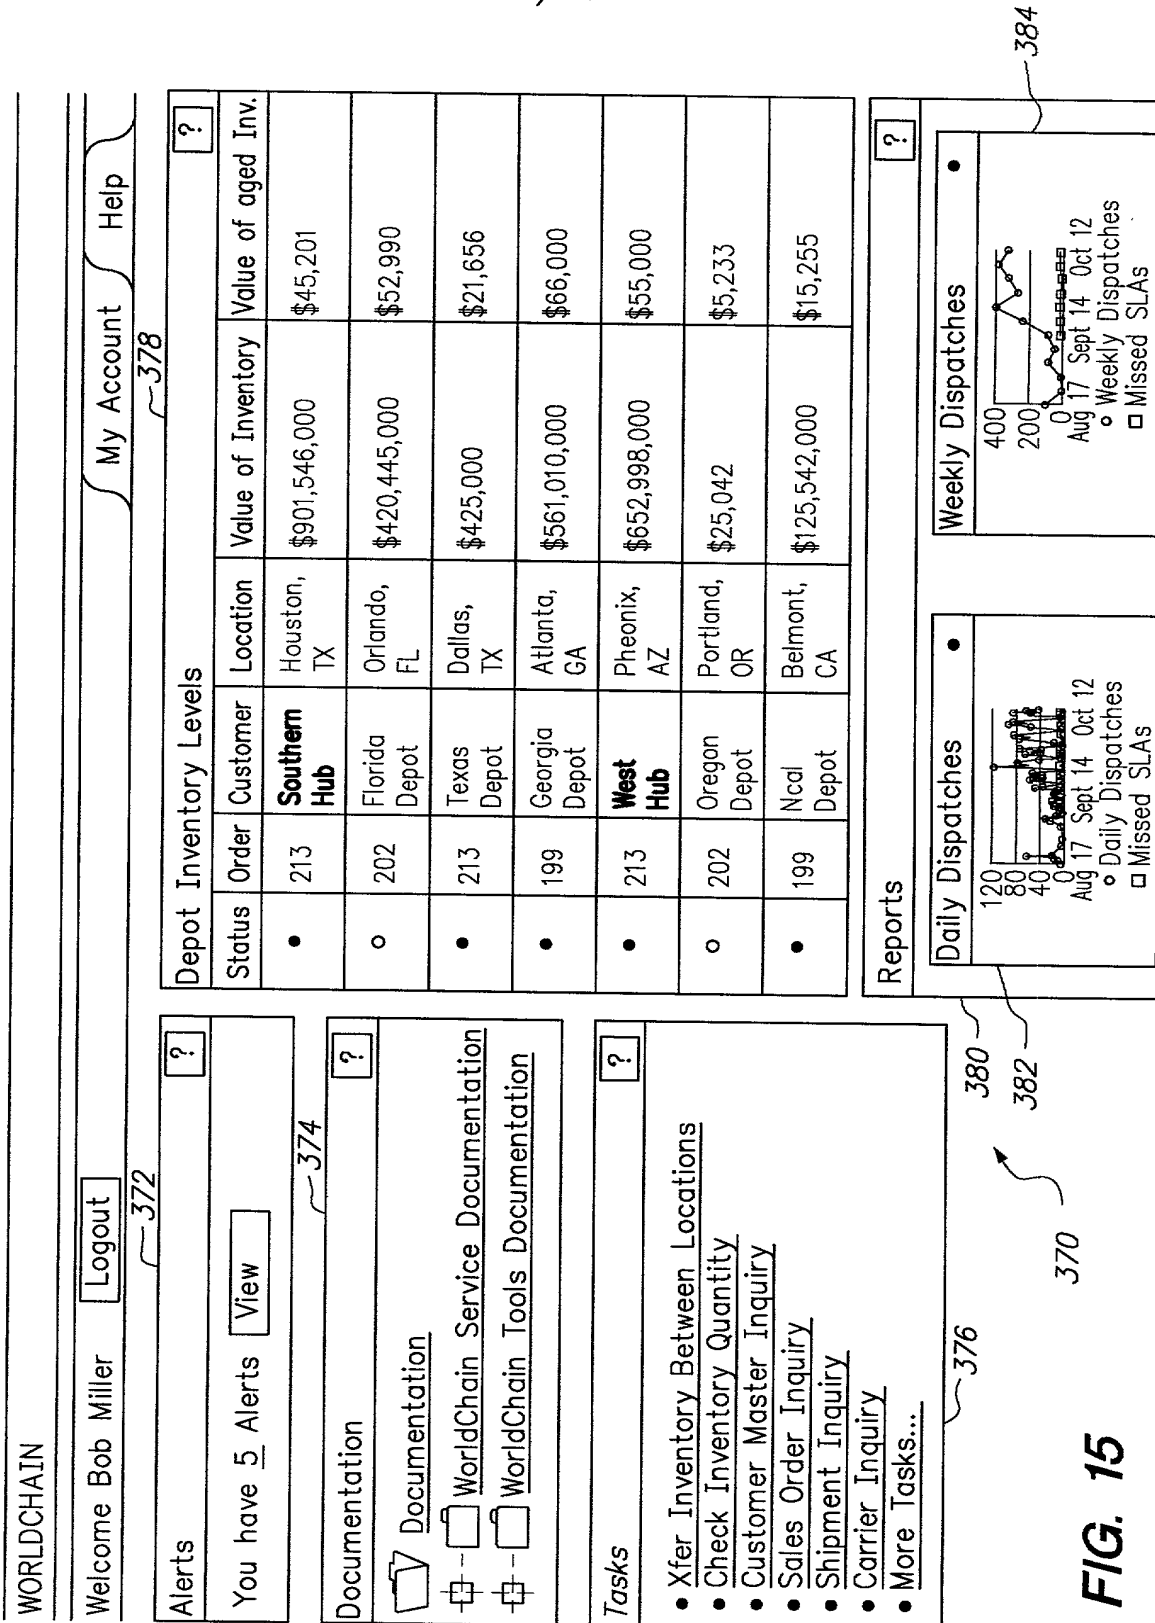 WORLDCHAIN
Welcome Bob Miller Logout
My Account Help
372
Alerts ?
You have 5 Alerts View
374
Documentation ?
Documentation
WorldChain Service Documentation
WorldChain Tools Documentation
Tasks ?
• Xfer Inventory Between Locations
• Check Inventory Quantity
• Customer Master Inquiry
• Sales Order Inquiry
• Shipment Inquiry
• Carrier Inquiry
• More Tasks...
376
378
Depot Inventory Levels ?
Status Order Customer Location Value of Inventory Value of aged Inv.
● 213 Southern Houston, $901,546,000 $45,201
Hub TX
○ 202 Florida Orlando, $420,445,000 $52,990
Depot FL
● 213 Texas Dallas, $425,000 $21,656
Depot TX
● 199 Georgia Atlanta, $561,010,000 $66,000
Depot GA
● 213 West Pheonix, $652,998,000 $55,000
Hub AZ
○ 202 Oregon Portland, $25,042 $5,233
Depot OR
● 199 Ncal Belmont, $125,542,000 $15,255
Depot CA
Reports ?
Daily Dispatches ●
120
80
40
0
Aug 17 Sept 14 Oct 12
○ Daily Dispatches
□ Missed SLAs
Weekly Dispatches ●
400
200
0
Aug 17 Sept 14 Oct 12
○ Weekly Dispatches
□ Missed SLAs
380
382
384
370
FIG. 15